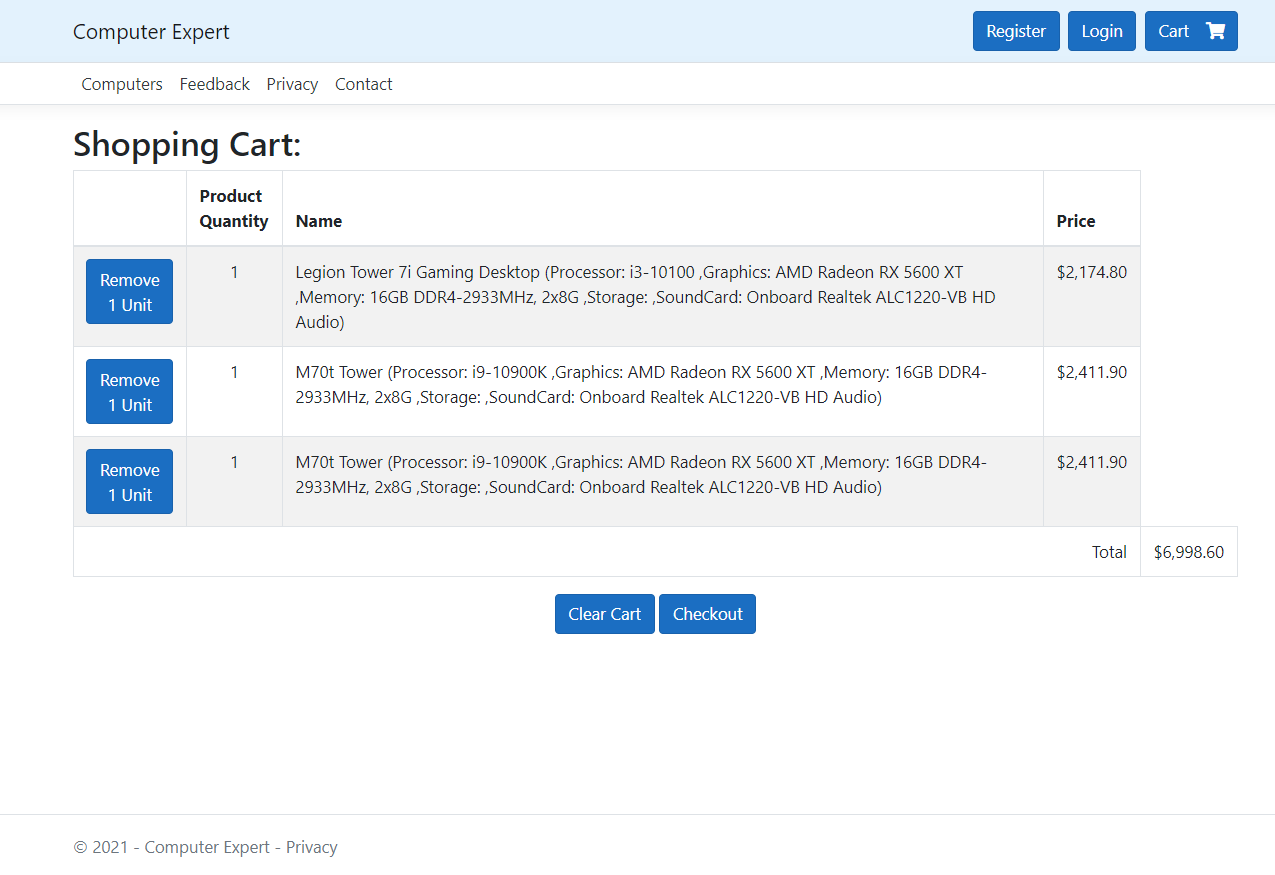 Computer Expert
Register
Login
Cart
Computers
Feedback
Privacy
Contact
Shopping Cart:
Product
Quantity
Name
Price
Remove
1 Unit
1
Legion Tower 7i Gaming Desktop (Processor: i3-10100 ,Graphics: AMD Radeon RX 5600 XT
,Memory: 16GB DDR4-2933MHz, 2x8G ,Storage: ,SoundCard: Onboard Realtek ALC1220-VB HD
Audio)
$2,174.80
Remove
1 Unit
1
M70t Tower (Processor: i9-10900K ,Graphics: AMD Radeon RX 5600 XT ,Memory: 16GB DDR4-
2933MHz, 2x8G ,Storage: ,SoundCard: Onboard Realtek ALC1220-VB HD Audio)
$2,411.90
Remove
1 Unit
1
M70t Tower (Processor: i9-10900K ,Graphics: AMD Radeon RX 5600 XT ,Memory: 16GB DDR4-
2933MHz, 2x8G ,Storage: ,SoundCard: Onboard Realtek ALC1220-VB HD Audio)
$2,411.90
Total
$6,998.60
Clear Cart
Checkout
© 2021 - Computer Expert - Privacy